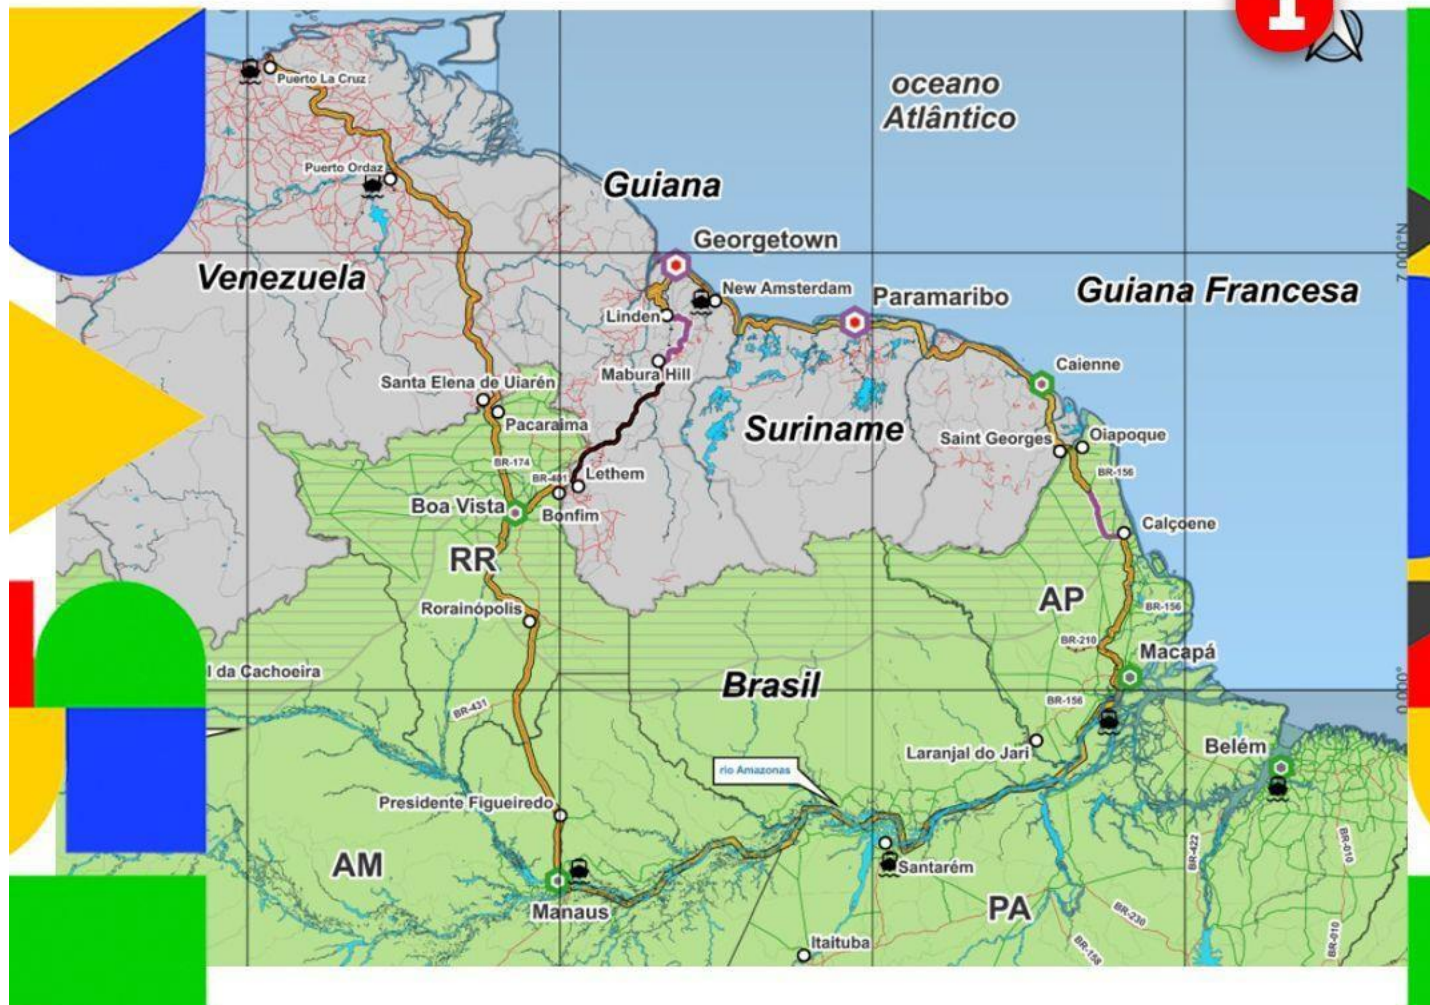 1
oceano
Atlântico
Puerto La Cruz
Puerto Ordaz
Guiana
Georgetown
Venezuela
New Amsterdam
Paramaribo
Guiana Francesa
Linden
Mabura Hill
Caienne
Santa Elena de Uiarén
Pacaraima
Suriname
Saint Georges
Oiapoque
BR-174
BR-401
Lethem
BR-156
Boa Vista
Bonfim
Calçoene
RR
AP
Rorainópolis
BR-156
BR-210
Macapá
l da Cachoeira
Brasil
BR-431
BR-156
Laranjal do Jari
Belém
rio Amazonas
Presidente Figueiredo
AM
Santarém
BR-422
BR-010
Manaus
PA
BR-230
Itaituba
BR-158
BR-010
0.000°